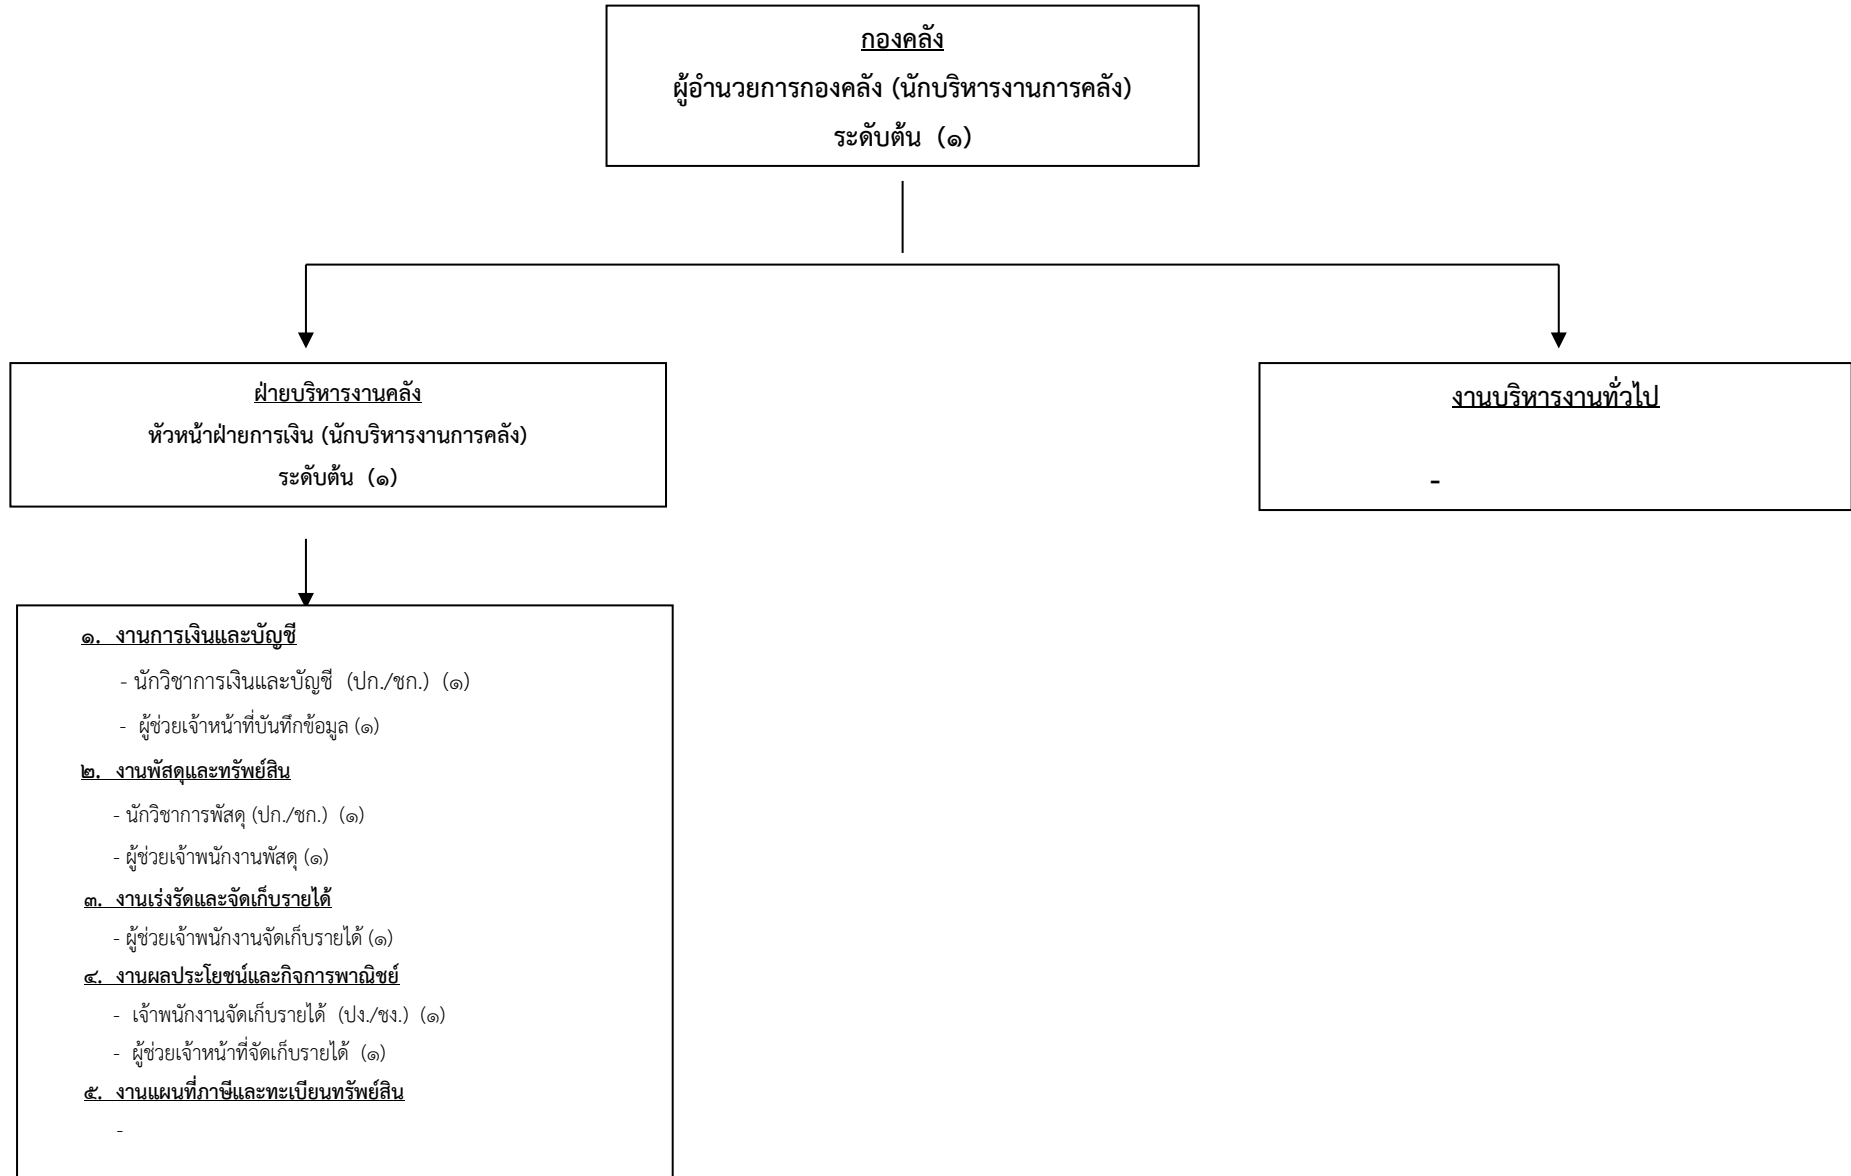 กองคลัง
ผู้อำนวยการกองคลัง (นักบริหารงานการคลัง)
ระดับต้น (๑)
ฝ่ายบริหารงานคลัง
หัวหน้าฝ่ายการเงิน (นักบริหารงานการคลัง)
ระดับต้น (๑)
งานบริหารงานทั่วไป
-
๑. งานการเงินและบัญชี
- นักวิชาการเงินและบัญชี (ปก./ชก.) (๑)
- ผู้ช่วยเจ้าหน้าที่บันทึกข้อมูล (๑)
๒. งานพัสดุและทรัพย์สิน
- นักวิชาการพัสดุ (ปก./ชก.) (๑)
- ผู้ช่วยเจ้าพนักงานพัสดุ (๑)
๓. งานเร่งรัดและจัดเก็บรายได้
- ผู้ช่วยเจ้าพนักงานจัดเก็บรายได้ (๑)
๔. งานผลประโยชน์และกิจการพาณิชย์
- เจ้าพนักงานจัดเก็บรายได้ (ปง./ชง.) (๑)
- ผู้ช่วยเจ้าหน้าที่จัดเก็บรายได้ (๑)
๕. งานแผนที่ภาษีและทะเบียนทรัพย์สิน
-